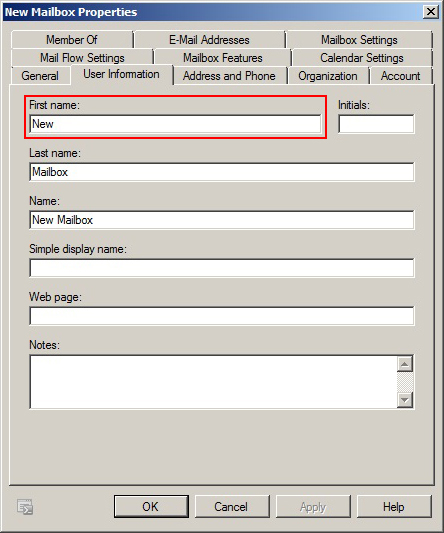 New Mailbox Properties
Member Of E-Mail Addresses Mailbox Settings
Mail Flow Settings Mailbox Features Calendar Settings
General User Information Address and Phone Organization Account
First name: Initials:
New
Last name:
Mailbox
Name:
New Mailbox
Simple display name:
Web page:
Notes:
OK Cancel Apply Help